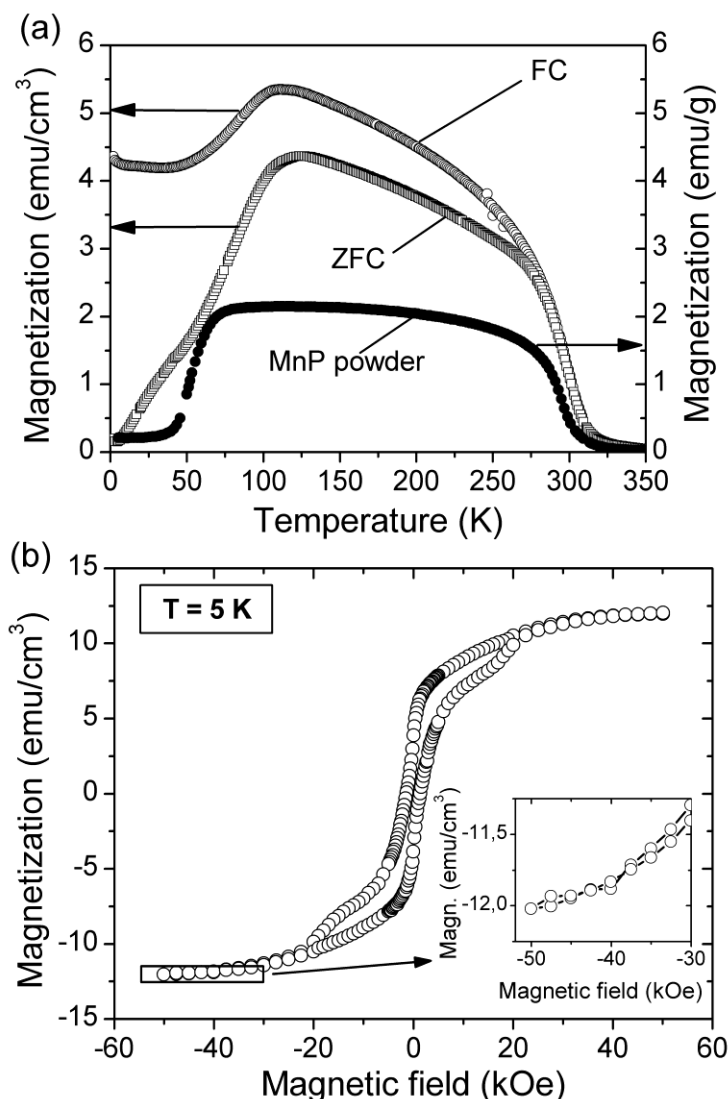 (a)
6
5
4
3
2
1
0
Magnetization (emu/cm³)
FC
ZFC
MnP powder
6
5
4
3
2
1
0
Magnetization (emu/g)
0 50 100 150 200 250 300 350
Temperature (K)
(b)
15
10
5
0
-5
-10
-15
Magnetization (emu/cm³)
T = 5 K
-11,5
-12,0
Magn. (emu/cm³)
-50 -40 -30
Magnetic field (kOe)
-60 -40 -20 0 20 40 60
Magnetic field (kOe)